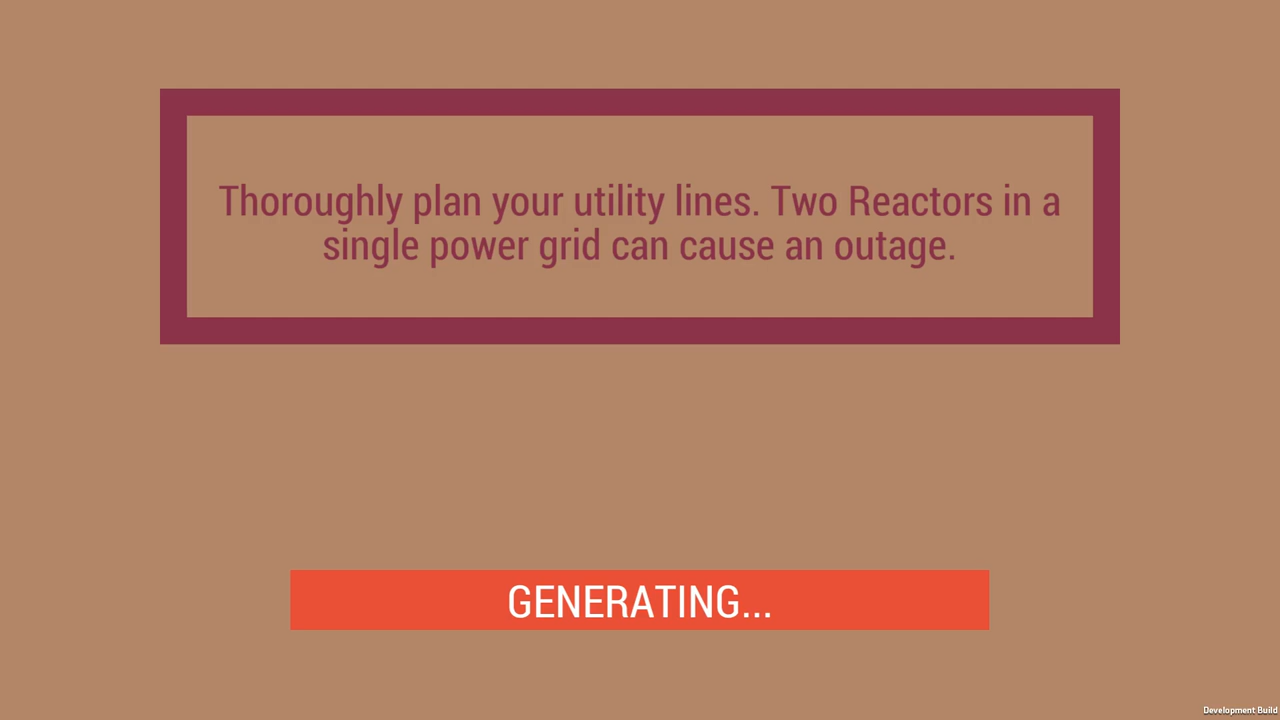 Thoroughly plan your utility lines. Two Reactors in a
single power grid can cause an outage.
GENERATING...
Development Build